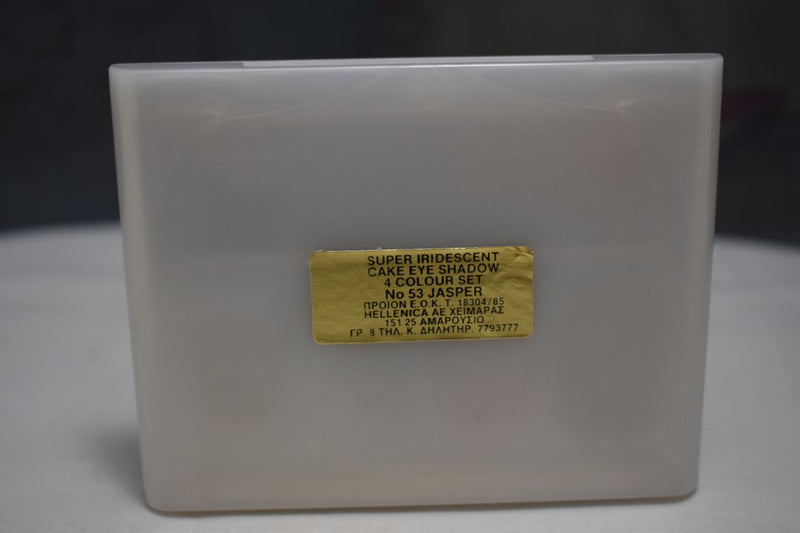 SUPER IRIDESCENT
CAKE EYE SHADOW
4 COLOUR SET
No 53 JASPER
ΠΡΟΙΟΝ Ε.Ο.Κ. Τ. 18304/85
HELLENICA AE ΧΕΙΜΑΡΑΣ
151 25 ΑΜΑΡΟΥΣΙΟ
ΓΡ. 8 ΤΗΛ. Κ. ΔΗΛΗΤΗΡ. 7793777